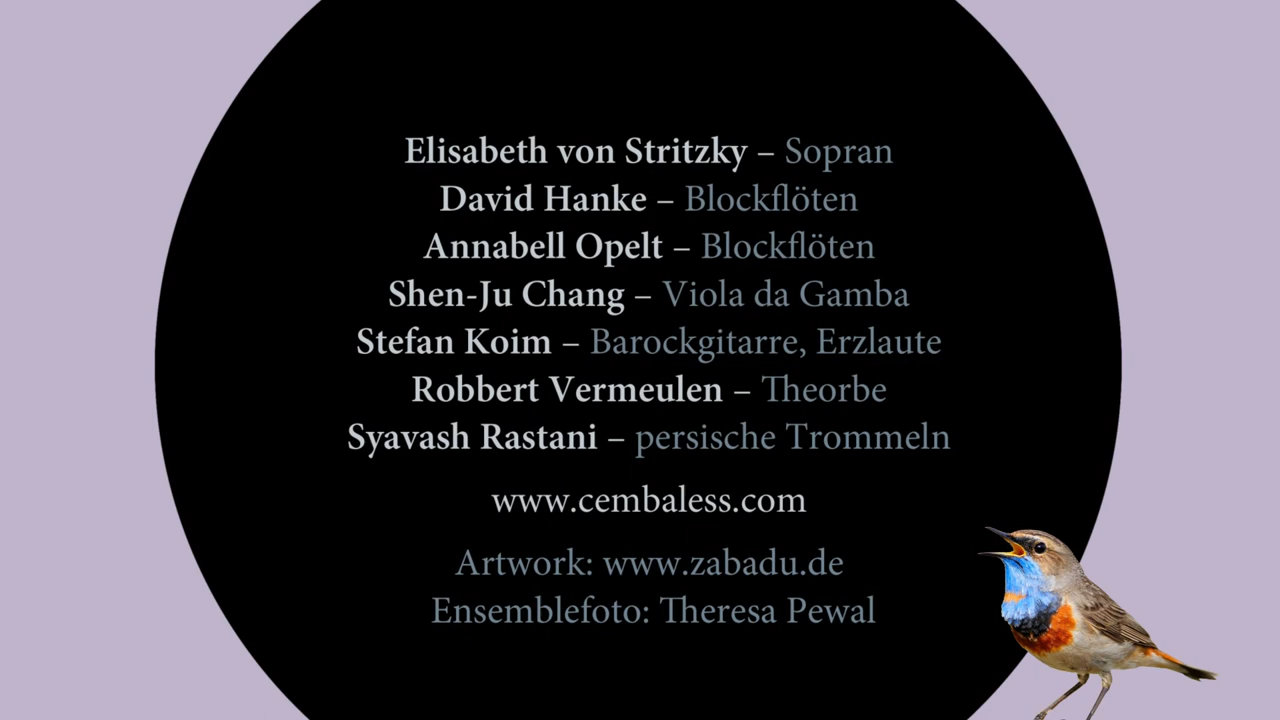 Elisabeth von Stritzky – Sopran
David Hanke – Blockflöten
Annabell Opelt – Blockflöten
Shen-Ju Chang – Viola da Gamba
Stefan Koim – Barockgitarre, Erzlaute
Robbert Vermeulen – Theorbe
Syavash Rastani – persische Trommeln
www.cembaless.com
Artwork: www.zabadu.de
Ensemblefoto: Theresa Pewal